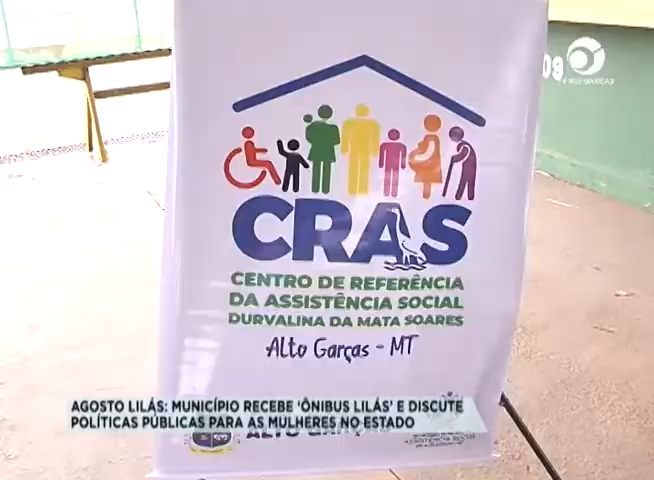 CRAS
CENTRO DE REFERÊNCIA
DA ASSISTÊNCIA SOCIAL
DURVALINA DA MATA SOARES
Alto Garças - MT
AGOSTO LILÁS: MUNICÍPIO RECEBE 'ÔNIBUS LILÁS' E DISCUTE
POLÍTICAS PÚBLICAS PARA AS MULHERES NO ESTADO